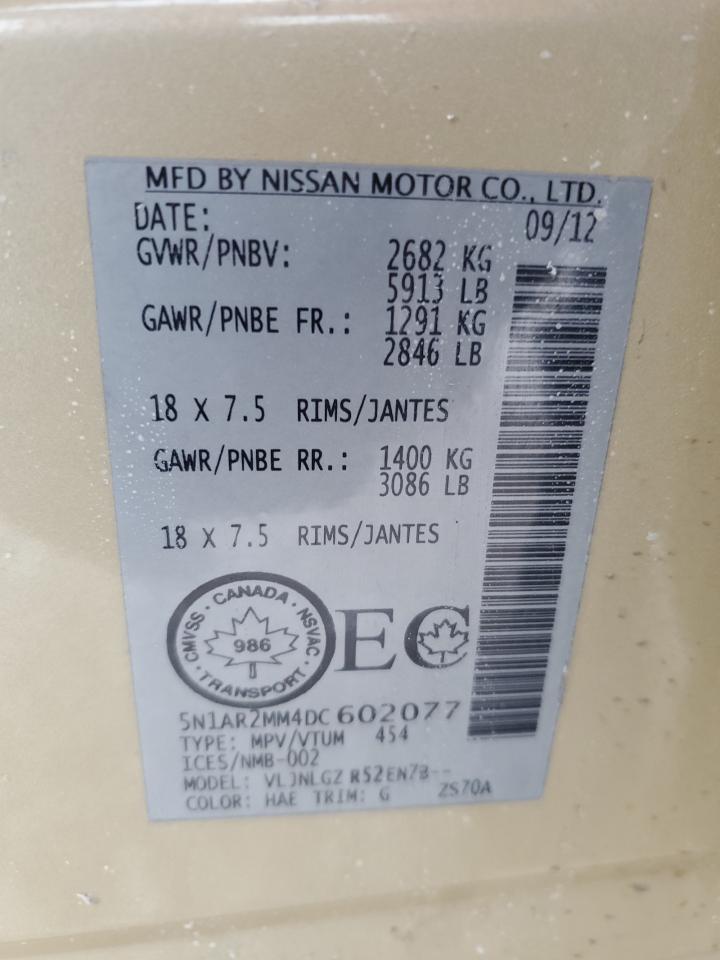 MFD BY NISSAN MOTOR CO., LTD.
DATE: 09/12
GVWR/PNBV: 2682 KG
5913 LB
GAWR/PNBE FR.: 1291 KG
2846 LB
18 X 7.5 RIMS/JANTES
GAWR/PNBE RR.: 1400 KG
3086 LB
18 X 7.5 RIMS/JANTES
CMVSS · CANADA · NSVAC · TRANSPORT ·
986
EC
5N1AR2MM4DC 602077
TYPE: MPV/VTUM 454
ICES/NMB-002
MODEL: VLJNLGZ R52EN7B--
COLOR: HAE TRIM: G ZS70A